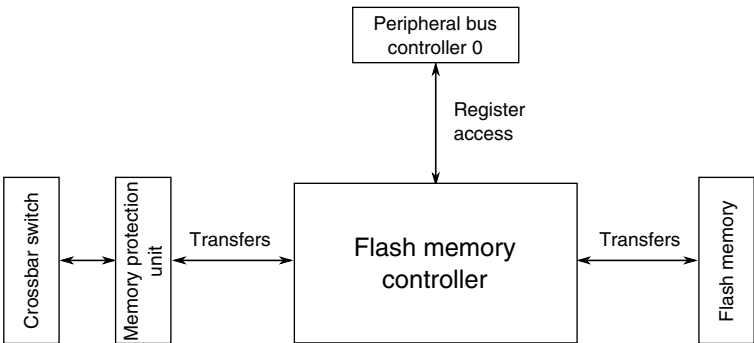 Peripheral bus
controller 0
Register
access
Crossbar switch
Memory protection
unit
Transfers
Flash memory
controller
Transfers
Flash memory